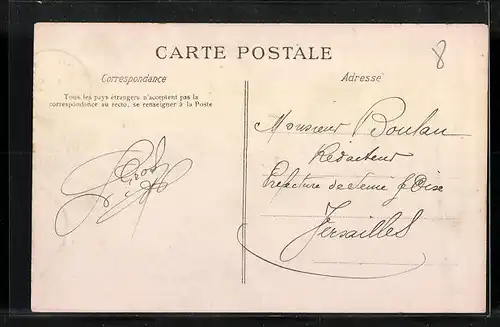 CARTE POSTALE
8
Correspondance
Adresse
Tous les pays étrangers n'acceptent pas la
correspondance au recto, se renseigner à la Poste
Monsieur Boulan
Rédacteur
Préfecture de Seine & Oise
Versailles